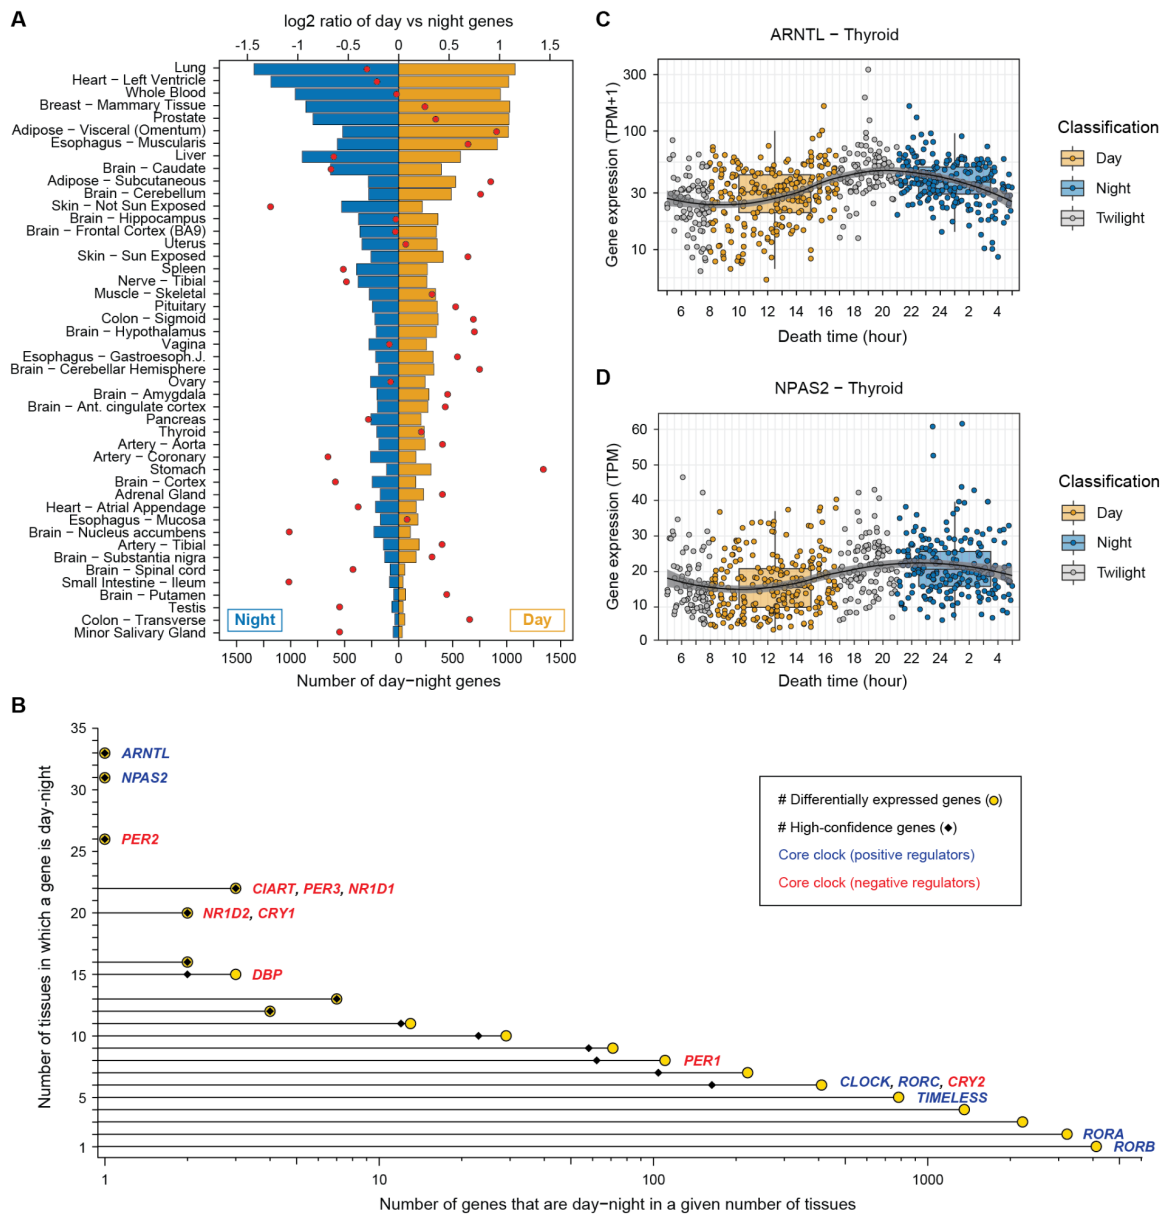 A
log2 ratio of day vs night genes
-1.5 -1 -0.5 0 0.5 1 1.5
Lung
Heart − Left Ventricle
Whole Blood
Breast − Mammary Tissue
Prostate
Adipose − Visceral (Omentum)
Esophagus − Muscularis
Liver
Brain − Caudate
Adipose − Subcutaneous
Brain − Cerebellum
Skin − Not Sun Exposed
Brain − Hippocampus
Brain − Frontal Cortex (BA9)
Uterus
Skin − Sun Exposed
Spleen
Nerve − Tibial
Muscle − Skeletal
Pituitary
Colon − Sigmoid
Brain − Hypothalamus
Vagina
Esophagus − Gastroesoph.J.
Brain − Cerebellar Hemisphere
Ovary
Brain − Amygdala
Brain − Ant. cingulate cortex
Pancreas
Thyroid
Artery − Aorta
Artery − Coronary
Stomach
Brain − Cortex
Adrenal Gland
Heart − Atrial Appendage
Esophagus − Mucosa
Brain − Nucleus accumbens
Artery − Tibial
Brain − Substantia nigra
Brain − Spinal cord
Small Intestine − Ileum
Brain − Putamen
Testis
Colon − Transverse
Minor Salivary Gland
Night
Day
1500 1000 500 0 500 1000 1500
Number of day−night genes
C
ARNTL − Thyroid
Gene expression (TPM+1)
300
100
30
10
6 8 10 12 14 16 18 20 22 24 2 4
Death time (hour)
Classification
Day
Night
Twilight
D
NPAS2 − Thyroid
Gene expression (TPM)
60
50
40
30
20
10
0
6 8 10 12 14 16 18 20 22 24 2 4
Death time (hour)
Classification
Day
Night
Twilight
B
Number of tissues in which a gene is day-night
35
30
25
20
15
10
5
1
ARNTL
NPAS2
PER2
CIART, PER3, NR1D1
NR1D2, CRY1
DBP
PER1
CLOCK, RORC, CRY2
TIMELESS
RORA
RORB
# Differentially expressed genes ( )
# High-confidence genes ( )
Core clock (positive regulators)
Core clock (negative regulators)
1 10 100 1000
Number of genes that are day−night in a given number of tissues